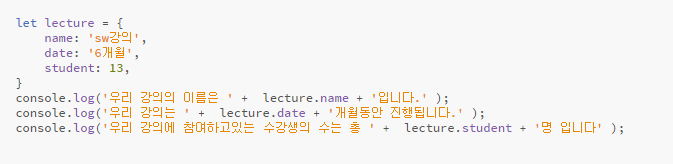 let lecture = {
    name: 'sw강의',
    date: '6개월',
    student: 13,
}
console.log('우리 강의의 이름은 ' +  lecture.name + '입니다.' );
console.log('우리 강의는 ' +  lecture.date + '개월동안 진행됩니다.' );
console.log('우리 강의에 참여하고있는 수강생의 수는 총 ' +  lecture.student + '명 입니다' );